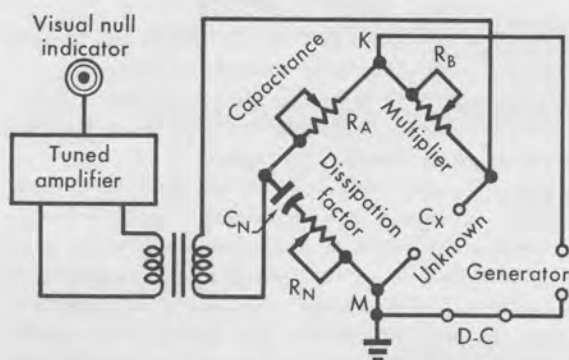 Visual null
indicator
Tuned
amplifier
Capacitance
K
R_B
R_A
Multiplier
Dissipation
factor
C_N
C_X
Unknown
R_N
M
Generator
D-C